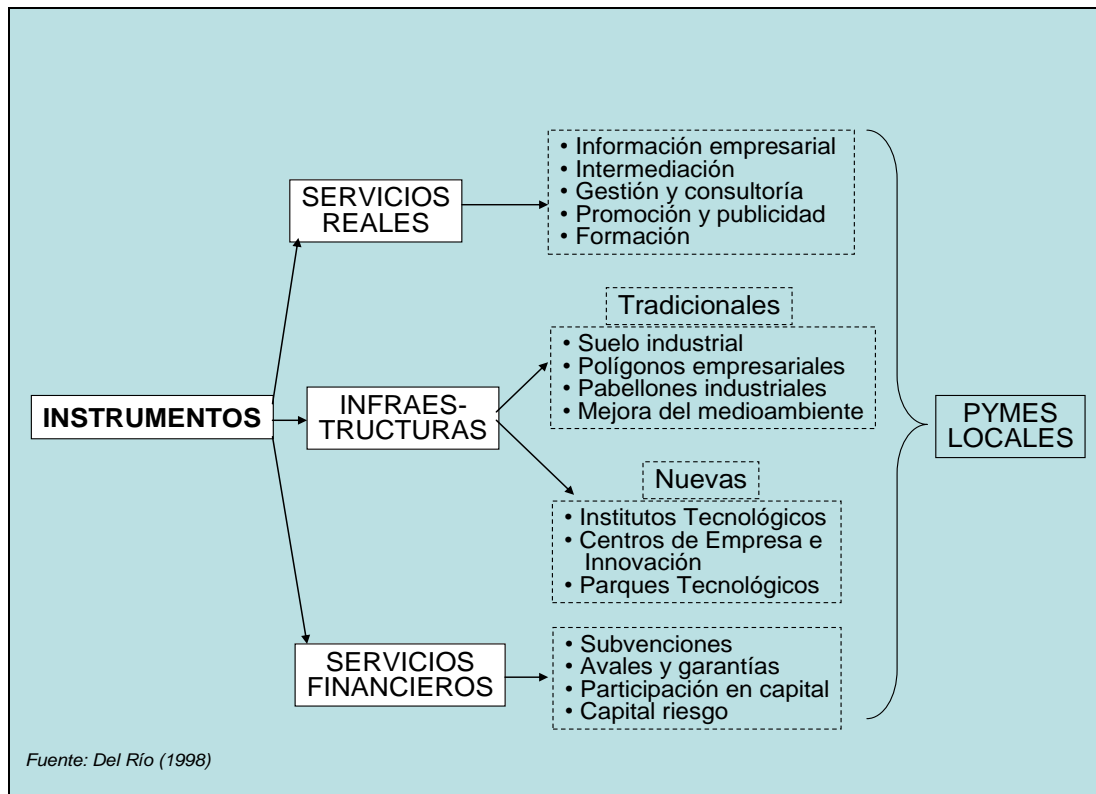 INSTRUMENTOS
SERVICIOS
REALES
• Información empresarial
• Intermediación
• Gestión y consultoría
• Promoción y publicidad
• Formación
INFRAES-
TRUCTURAS
Tradicionales
• Suelo industrial
• Polígonos empresariales
• Pabellones industriales
• Mejora del medioambiente
Nuevas
• Institutos Tecnológicos
• Centros de Empresa e
Innovación
• Parques Tecnológicos
SERVICIOS
FINANCIEROS
• Subvenciones
• Avales y garantías
• Participación en capital
• Capital riesgo
PYMES
LOCALES
Fuente: Del Río (1998)